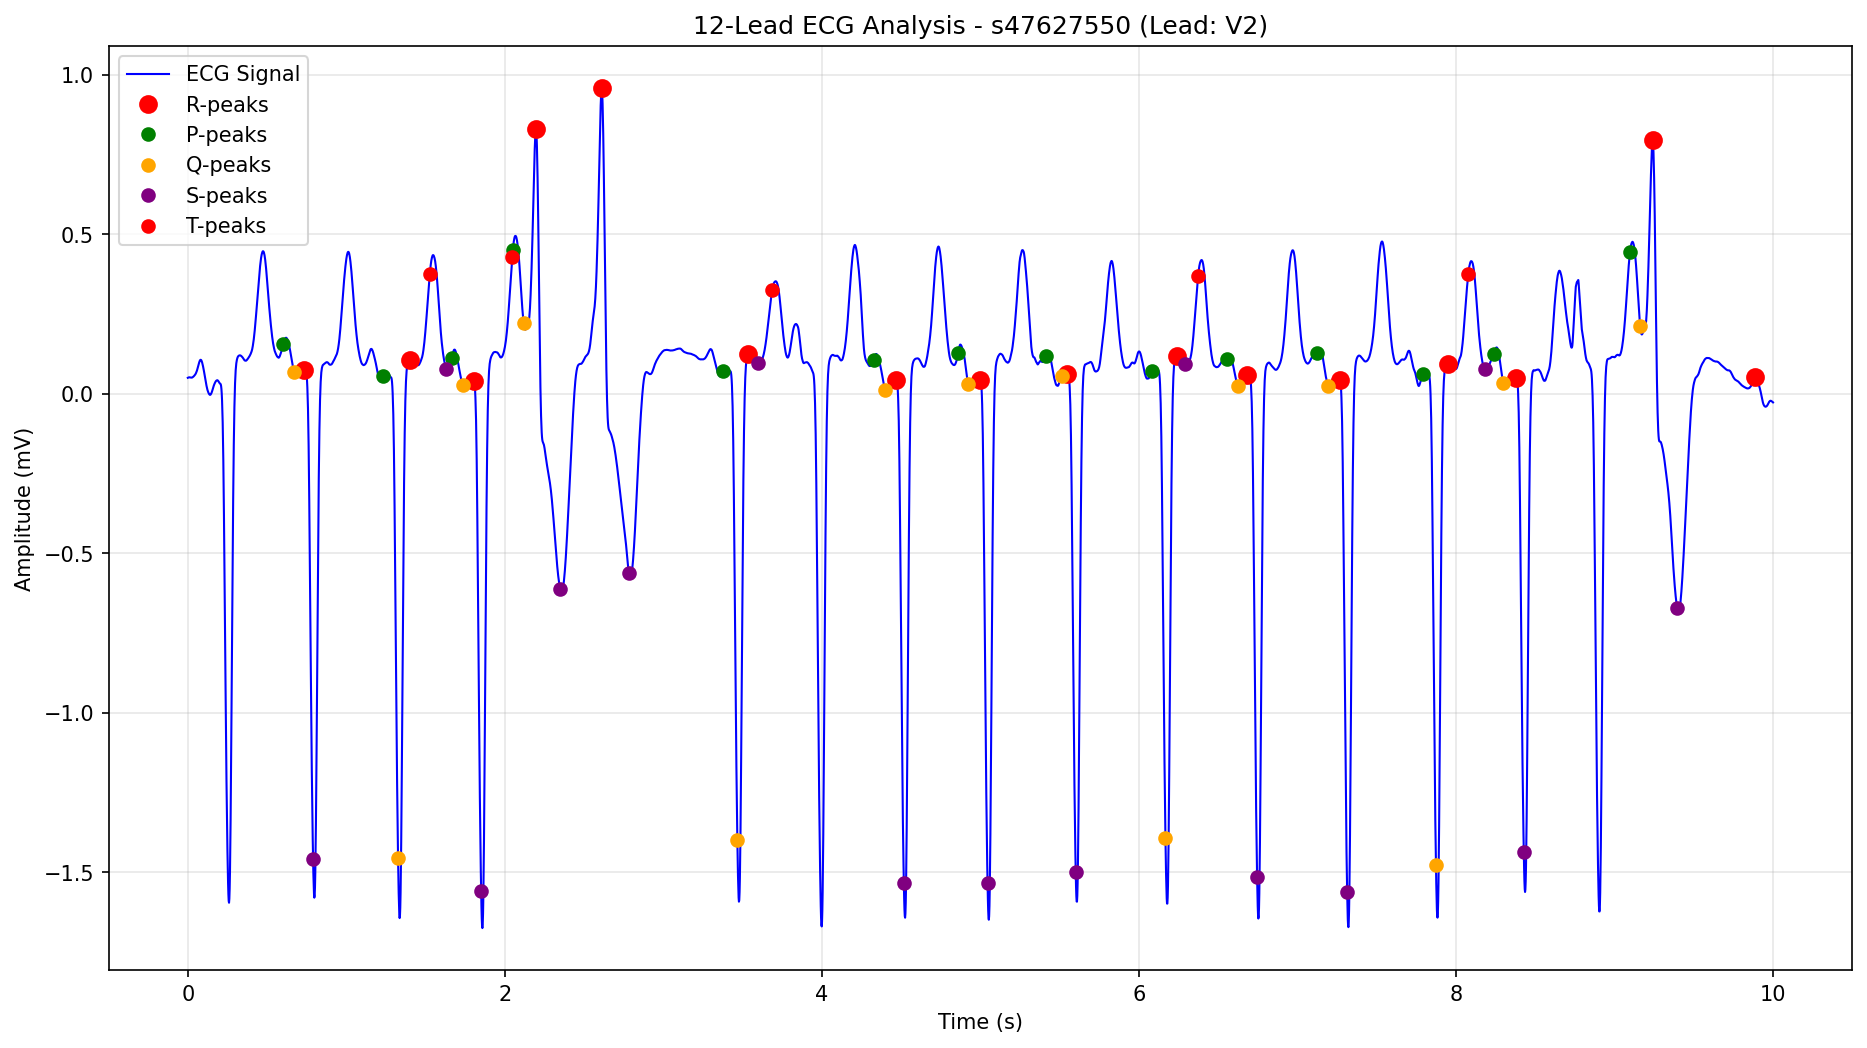 12-Lead ECG Analysis - s47627550 (Lead: V2)
ECG Signal
R-peaks
P-peaks
Q-peaks
S-peaks
T-peaks
1.0
0.5
0.0
−0.5
−1.0
−1.5
Amplitude (mV)
0 2 4 6 8 10
Time (s)